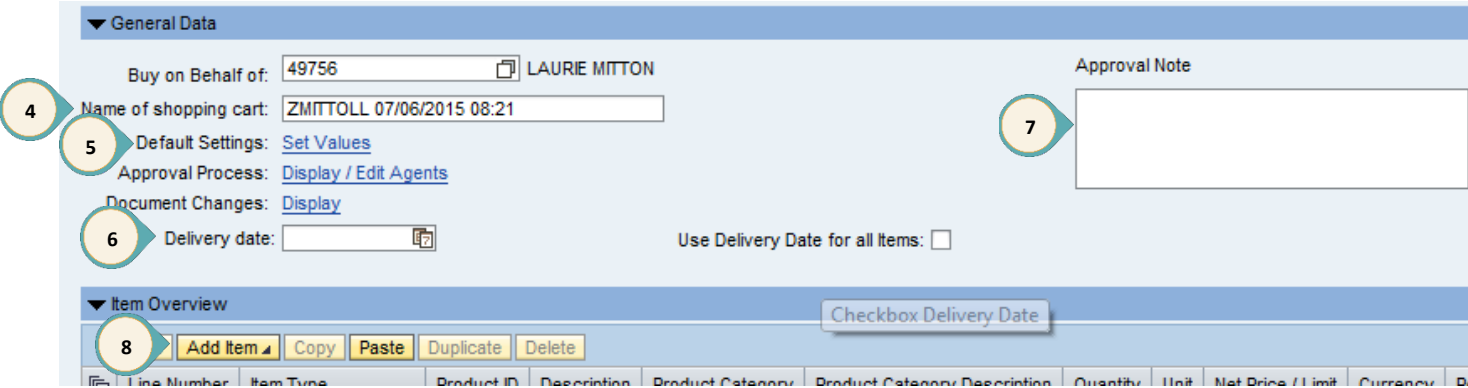 General Data
Buy on Behalf of: 49756 LAURIE MITTON
Approval Note
4 Name of shopping cart: ZMITTOLL 07/06/2015 08:21
7
5 Default Settings: Set Values
Approval Process: Display / Edit Agents
Document Changes: Display
6 Delivery date: Use Delivery Date for all Items:
Item Overview
Checkbox Delivery Date
8 Add Item Copy Paste Duplicate Delete
Line Number Item Type Product ID Description Product Category Product Category Description Quantity Unit Net Price / Limit Currency